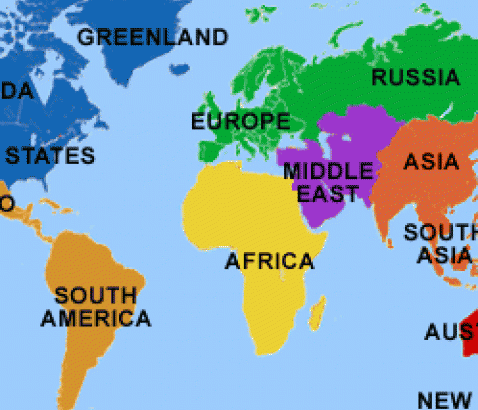 GREENLAND
RUSSIA
DA
EUROPE
STATES
ASIA
MIDDLE
EAST
O
SOUTH
ASIA
AFRICA
SOUTH
AMERICA
AUS
NEW